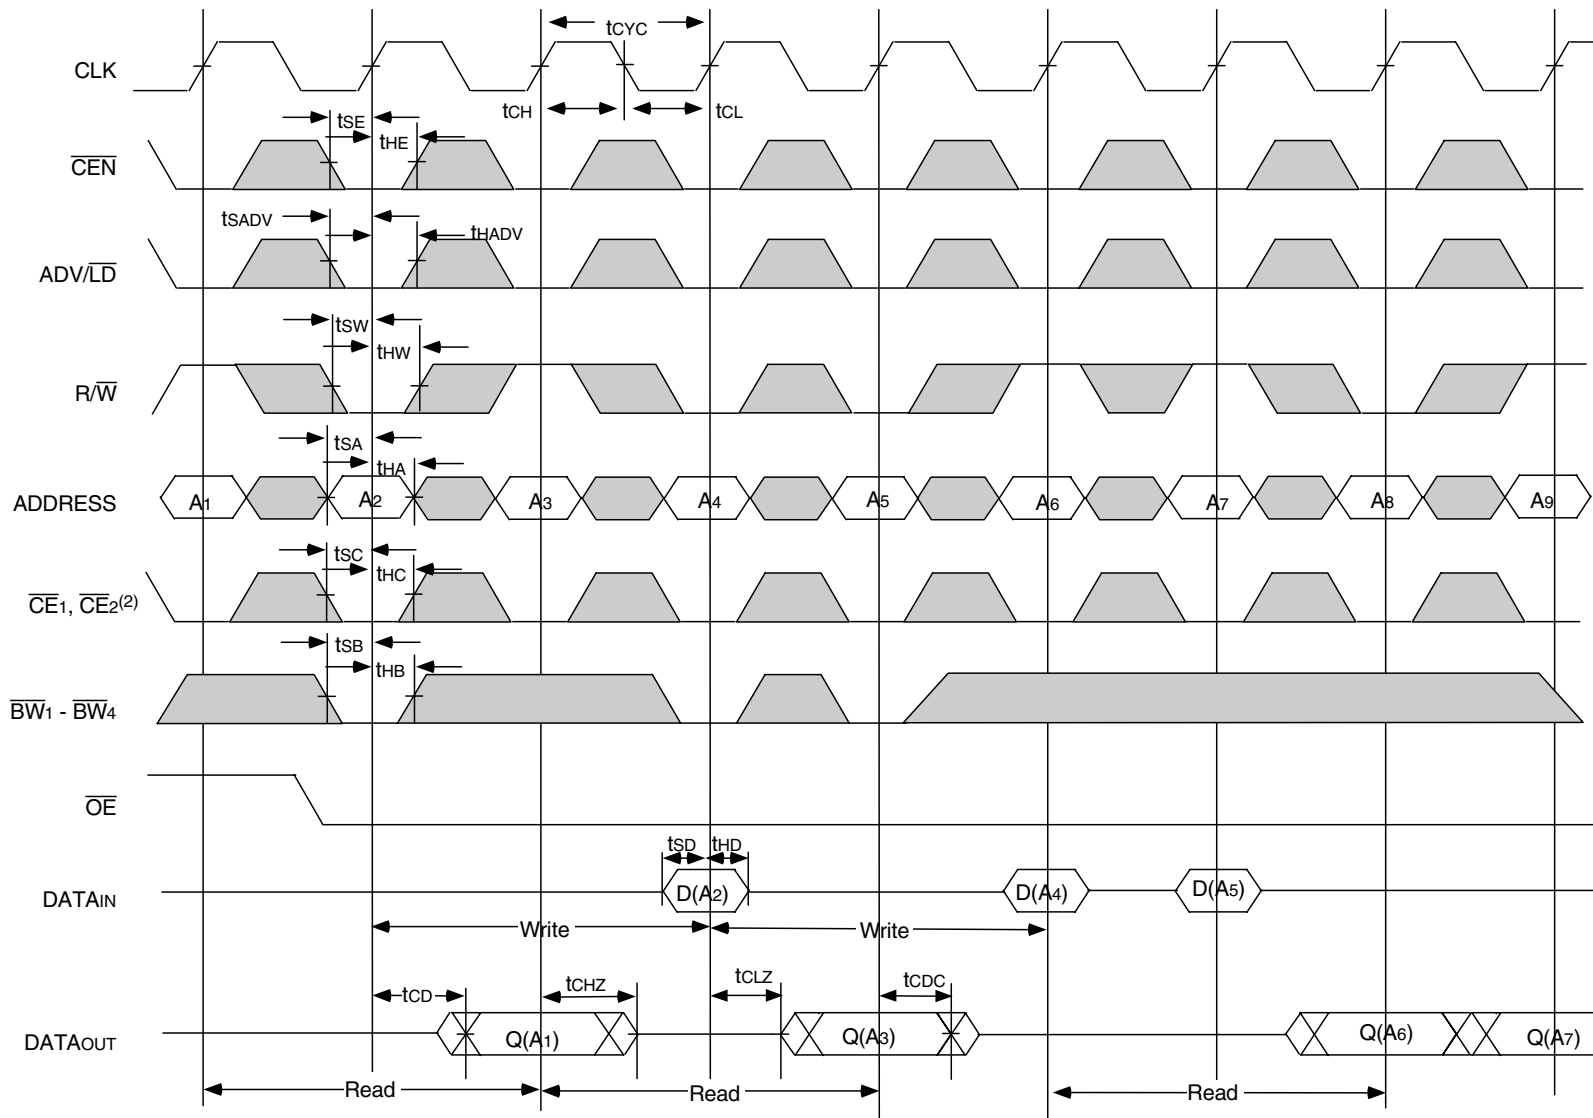 tCYC
CLK
tCH tCL
tSE
tHE
CEN
tSADV
tHADV
ADV/LD
tSW
tHW
R/W
tSA
tHA
ADDRESS A1 A2 A3 A4 A5 A6 A7 A8 A9
tSC
tHC
CE1, CE2(2)
tSB
tHB
BW1 - BW4
OE
tSD tHD
DATAIN D(A2) D(A4) D(A5)
Write Write
tCD tCHZ tCLZ tCDC
DATAOUT Q(A1) Q(A3) Q(A6) Q(A7)
Read Read Read